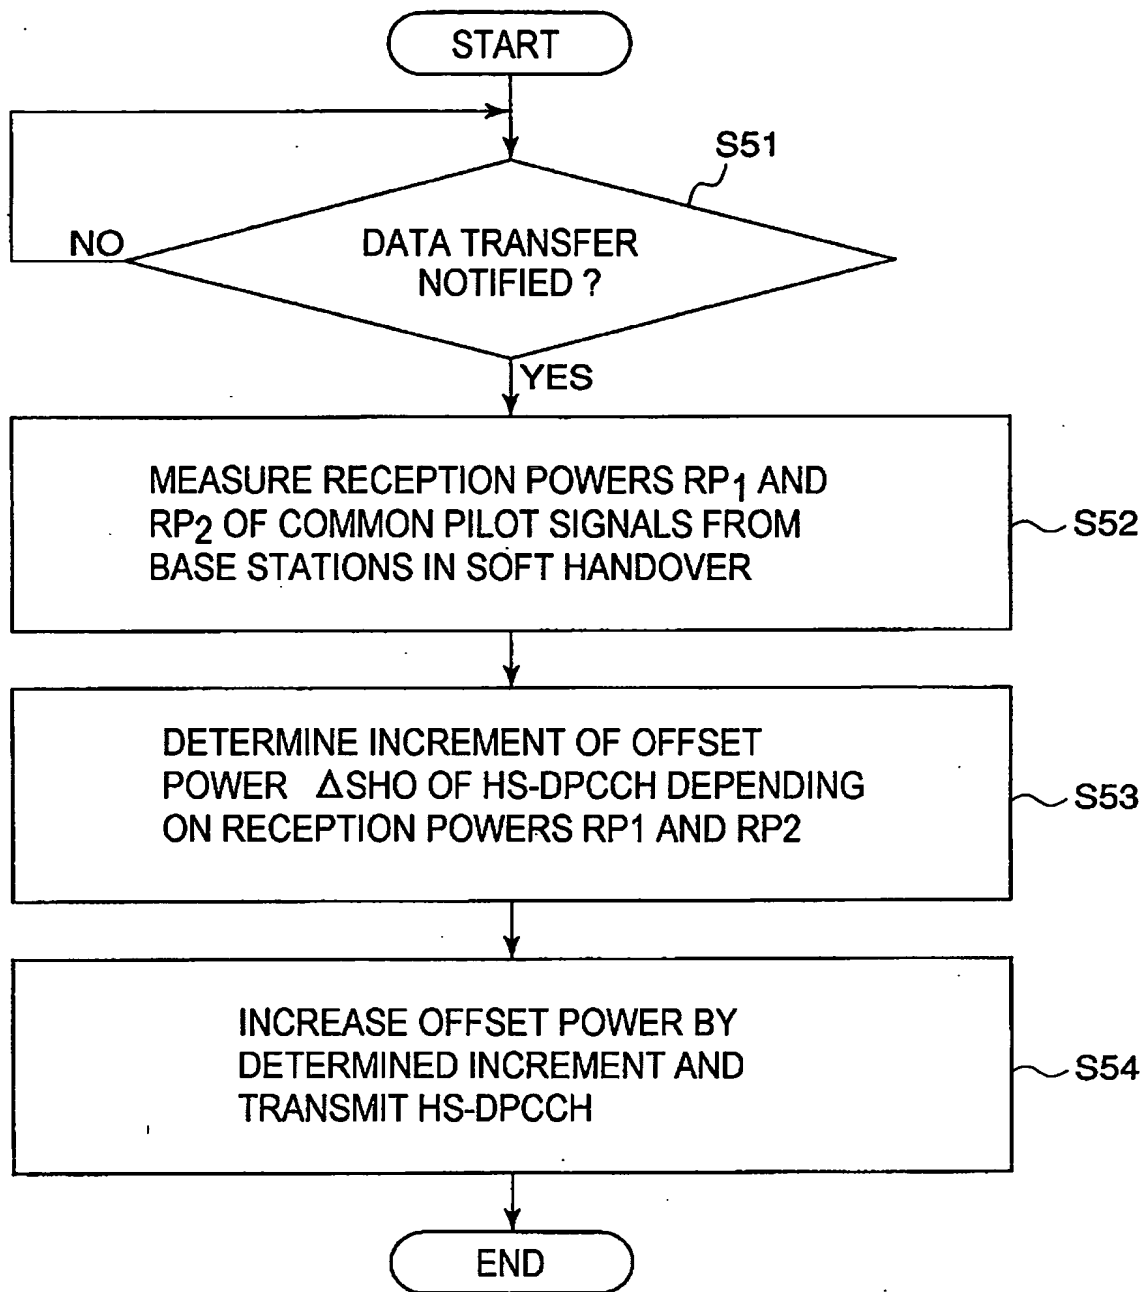 START
S51
DATA TRANSFER
NOTIFIED ?
NO
YES
MEASURE RECEPTION POWERS RP1 AND
RP2 OF COMMON PILOT SIGNALS FROM
BASE STATIONS IN SOFT HANDOVER
S52
DETERMINE INCREMENT OF OFFSET
POWER ΔSHO OF HS-DPCCH DEPENDING
ON RECEPTION POWERS RP1 AND RP2
S53
INCREASE OFFSET POWER BY
DETERMINED INCREMENT AND
TRANSMIT HS-DPCCH
S54
END